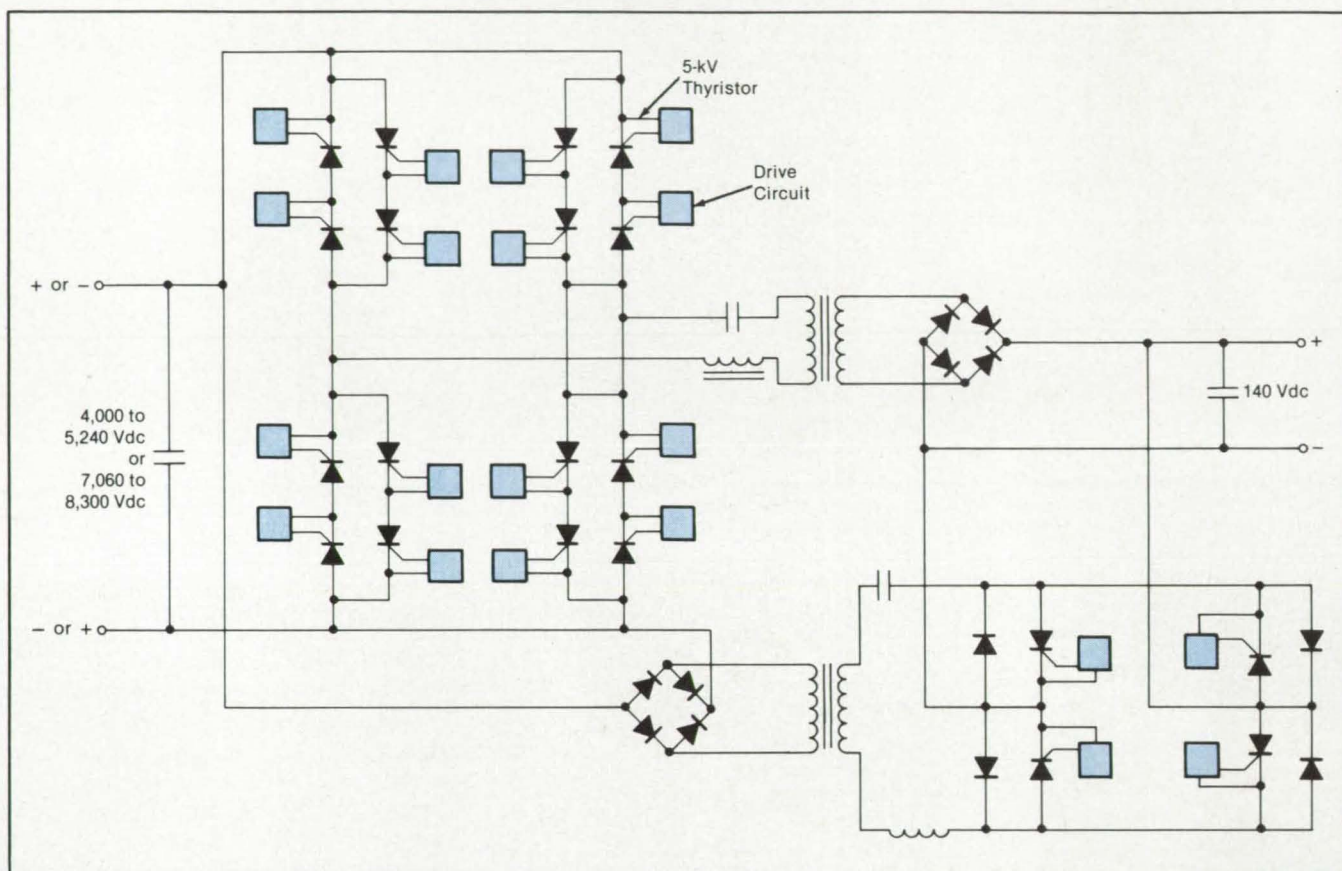 5-kV
Thyristor
Drive
Circuit
+ or −
4,000 to
5,240 Vdc
or
7,060 to
8,300 Vdc
− or +
+
140 Vdc
−